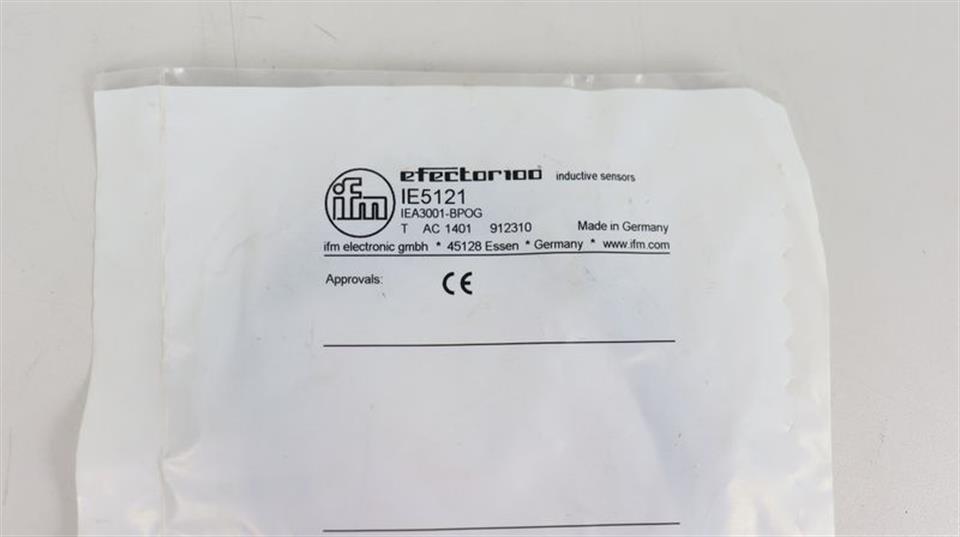 ifm
efector100 inductive sensors
IE5121
IEA3001-BPOG
T AC 1401 912310 Made in Germany
ifm electronic gmbh * 45128 Essen * Germany * www.ifm.com
Approvals: CE